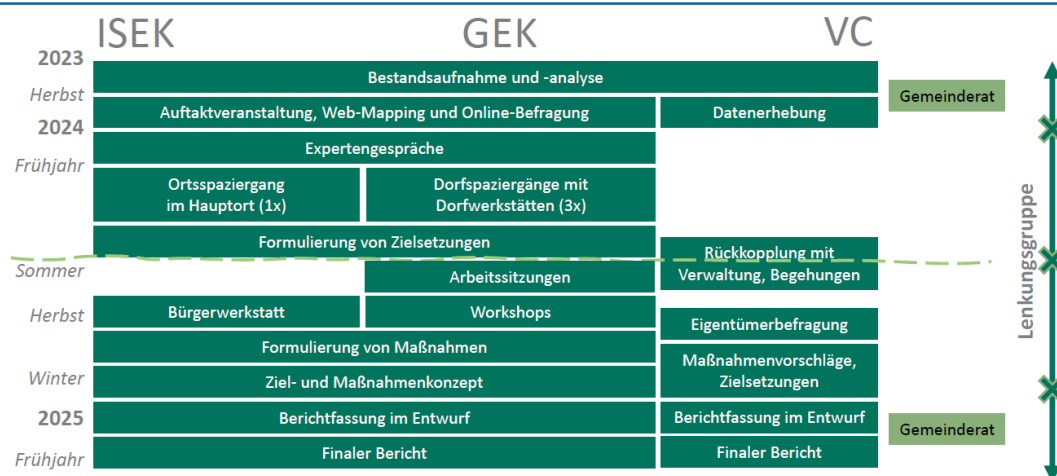 ISEK GEK VC
2023
Bestandsaufnahme und -analyse
Herbst
Gemeinderat
Auftaktveranstaltung, Web-Mapping und Online-Befragung
Datenerhebung
2024
Expertengespräche
Frühjahr
Ortsspaziergang
im Hauptort (1x)
Dorfspaziergänge mit
Dorfwerkstätten (3x)
Formulierung von Zielsetzungen
Rückkopplung mit
Verwaltung, Begehungen
Sommer
Arbeitssitzungen
Herbst
Bürgerwerkstatt
Workshops
Eigentümerbefragung
Formulierung von Maßnahmen
Maßnahmenvorschläge,
Zielsetzungen
Winter
Ziel- und Maßnahmenkonzept
2025
Berichtfassung im Enturf
Berichtfassung im Entwurf
Gemeinderat
Frühjahr
Finaler Bericht
Finaler Bericht
Lenkungsgruppe